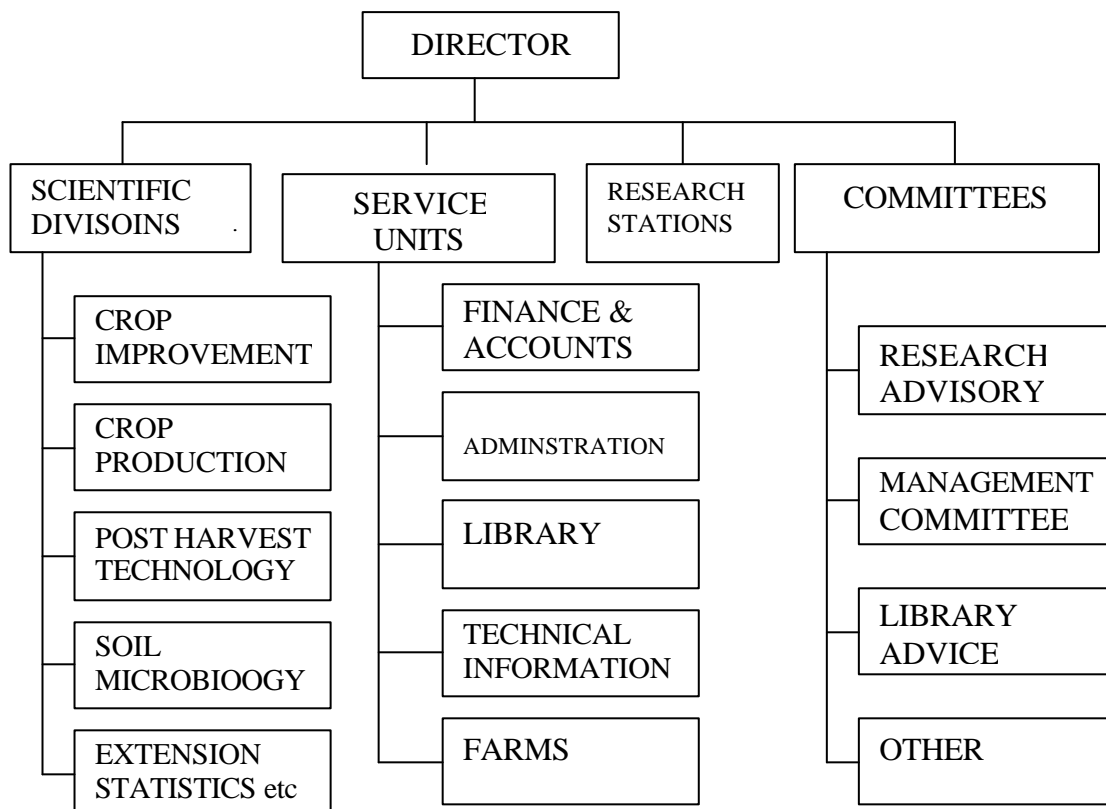 DIRECTOR
SCIENTIFIC
DIVISOINS .
SERVICE
UNITS
RESEARCH
STATIONS
COMMITTEES
CROP
IMPROVEMENT
CROP
PRODUCTION
POST HARVEST
TECHNOLOGY
SOIL
MICROBIOOGY
EXTENSION
STATISTICS etc
FINANCE &
ACCOUNTS
ADMINSTRATION
LIBRARY
TECHNICAL
INFORMATION
FARMS
RESEARCH
ADVISORY
MANAGEMENT
COMMITTEE
LIBRARY
ADVICE
OTHER